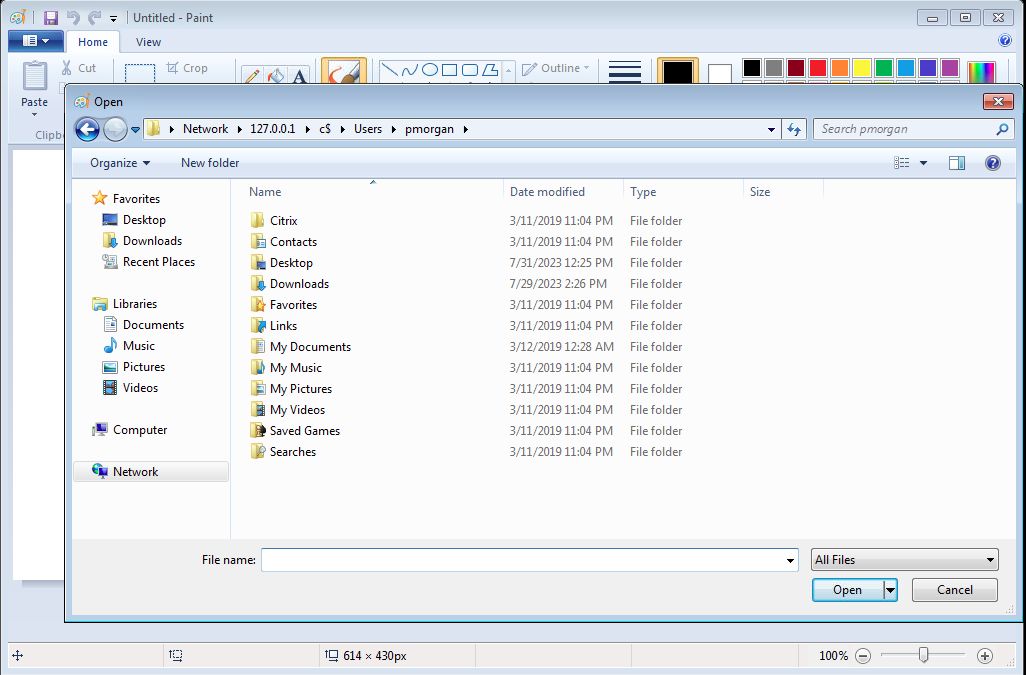 Untitled - Paint
Home View
Cut Crop Outline
Paste
Open
Network 127.0.0.1 c$ Users pmorgan Search pmorgan
Organize New folder
Name Date modified Type Size
Favorites
Desktop
Downloads
Recent Places
Libraries
Documents
Music
Pictures
Videos
Computer
Network
Citrix 3/11/2019 11:04 PM File folder
Contacts 3/11/2019 11:04 PM File folder
Desktop 7/31/2023 12:25 PM File folder
Downloads 7/29/2023 2:26 PM File folder
Favorites 3/11/2019 11:04 PM File folder
Links 3/11/2019 11:04 PM File folder
My Documents 3/12/2019 12:28 AM File folder
My Music 3/11/2019 11:04 PM File folder
My Pictures 3/11/2019 11:04 PM File folder
My Videos 3/11/2019 11:04 PM File folder
Saved Games 3/11/2019 11:04 PM File folder
Searches 3/11/2019 11:04 PM File folder
File name: All Files
Open Cancel
614 × 430px 100%